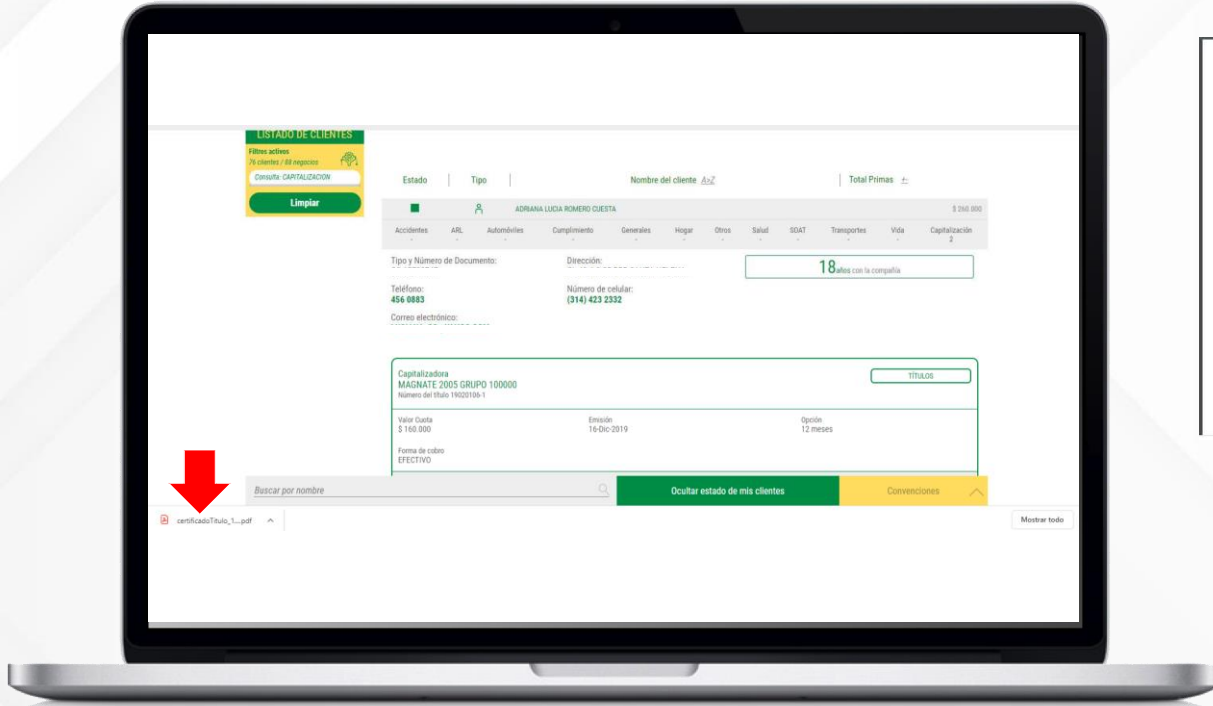 LISTADO DE CLIENTES
Filtros activos
76 clientes / 88 negocios
Consulta: CAPITALIZACIÓN
Limpiar
Estado Tipo Nombre del cliente A>Z Total Primas +-
ADRIANA LUCIA ROMERO CUESTA $ 260.000
Accidentes ARL Automóviles Cumplimiento Generales Hogar Otros Salud SOAT Transportes Vida Capitalización
- - - - - - - - - - - 2
Tipo y Número de Documento: Dirección:
18 años con la compañía
Teléfono: Número de celular:
456 0883 (314) 423 2332
Correo electrónico:
Capitalizadora TÍTULOS
MAGNATE 2005 GRUPO 100000
Número del título 19020106-1
Valor Cuota Emisión Opción
$ 160.000 16-Dic-2019 12 meses
Forma de cobro
EFECTIVO
Buscar por nombre Ocultar estado de mis clientes Convenciones
certificadoTitulo_1....pdf Mostrar todo